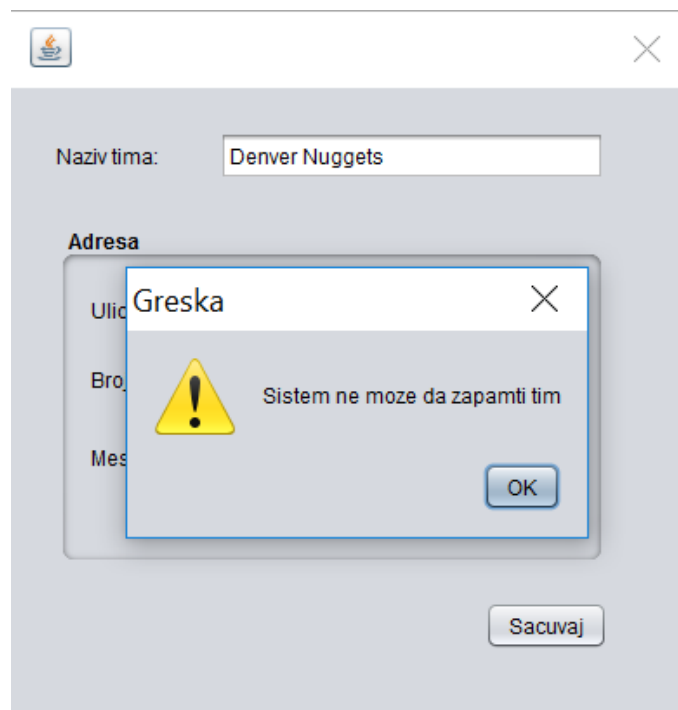 Naziv tima: Denver Nuggets
Adresa
Greska
Sistem ne moze da zapamti tim
OK
Sacuvaj